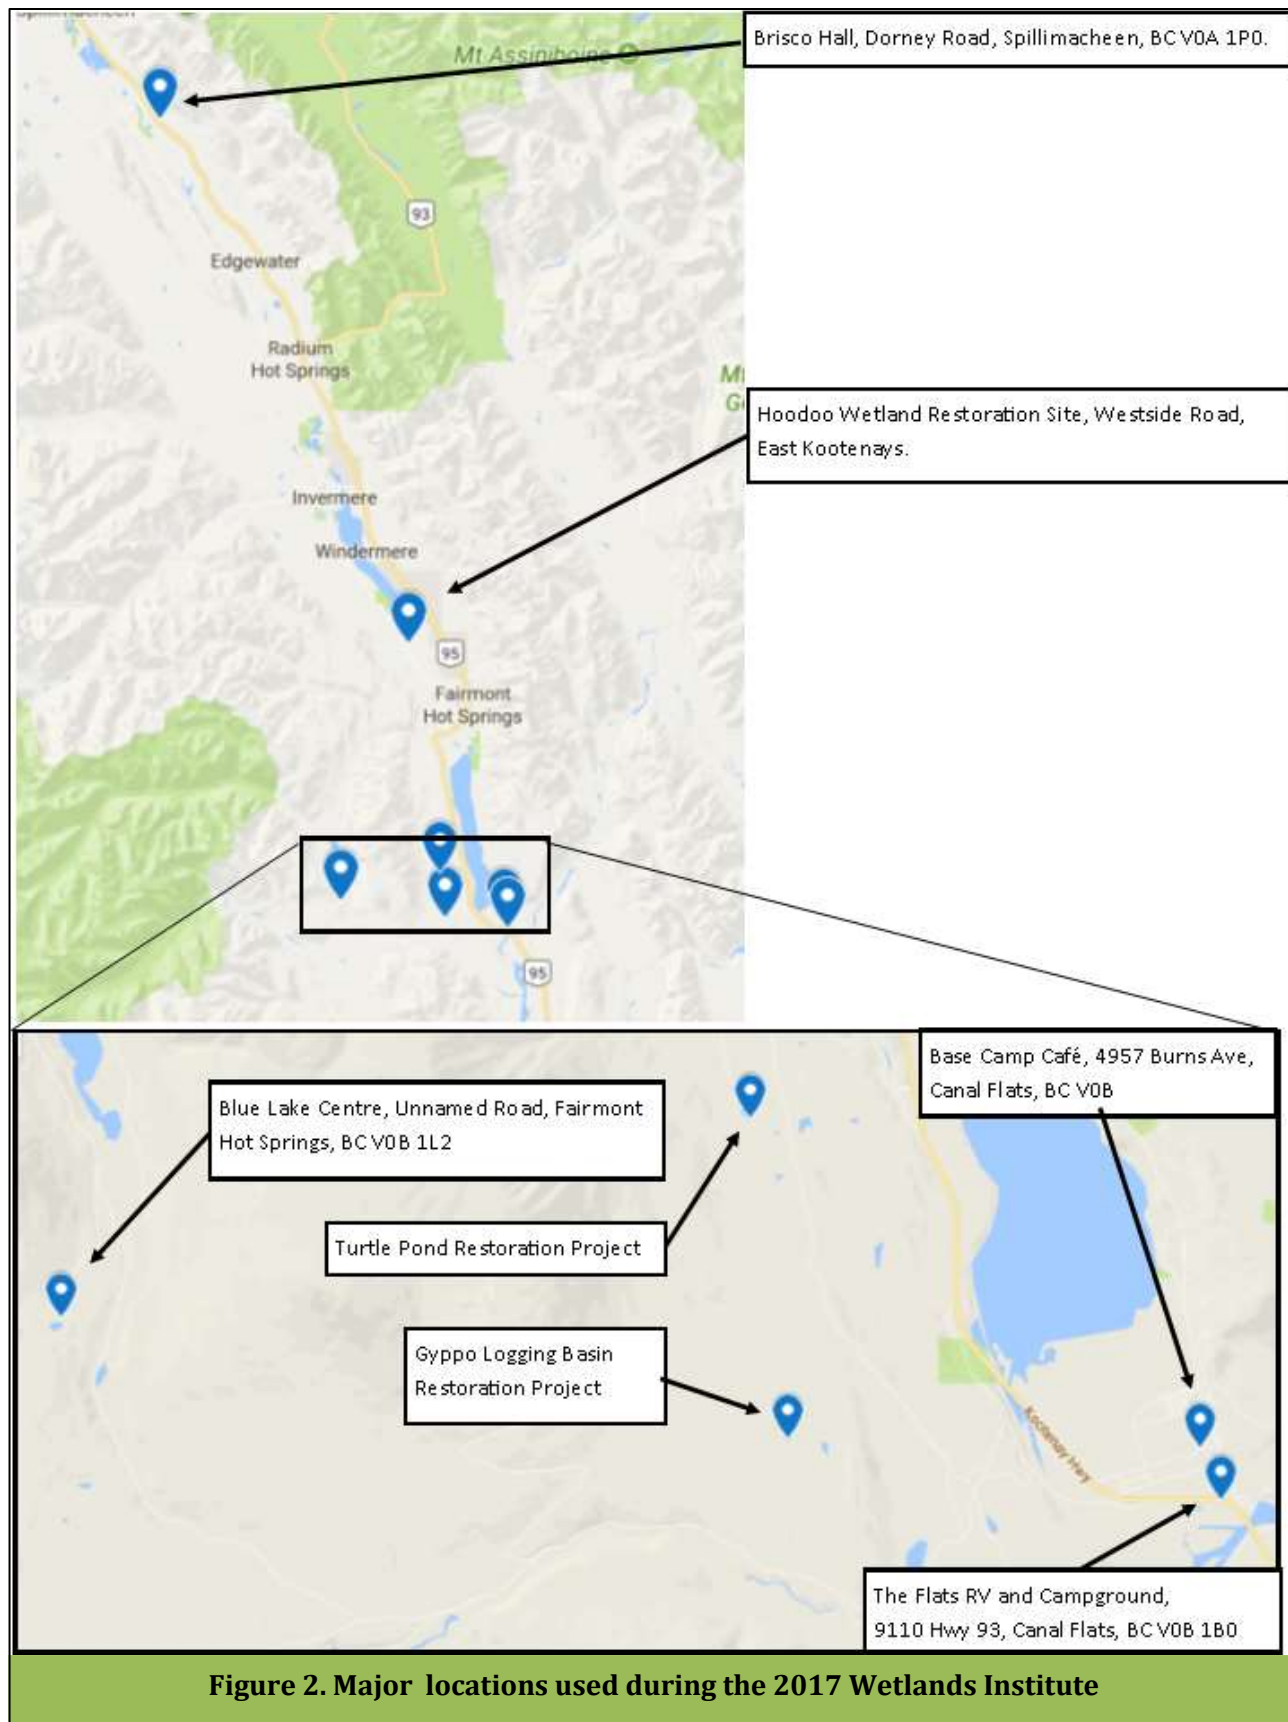 Spillimacheen
Mt Assiniboine
Brisco Hall, Dorney Road, Spillimacheen, BC V0A 1P0.
93
Edgewater
Radium
Hot Springs
Hoodoo Wetland Restoration Site, Westside Road,
East Kootenays.
Invermere
Windermere
95
Fairmont
Hot Springs
95
Base Camp Café, 4957 Burns Ave,
Canal Flats, BC V0B
Blue Lake Centre, Unnamed Road, Fairmont
Hot Springs, BC V0B 1L2
Turtle Pond Restoration Project
Gyppo Logging Basin
Restoration Project
Kootenay Hwy
The Flats RV and Campground,
9110 Hwy 93, Canal Flats, BC V0B 1B0
Figure 2. Major locations used during the 2017 Wetlands Institute